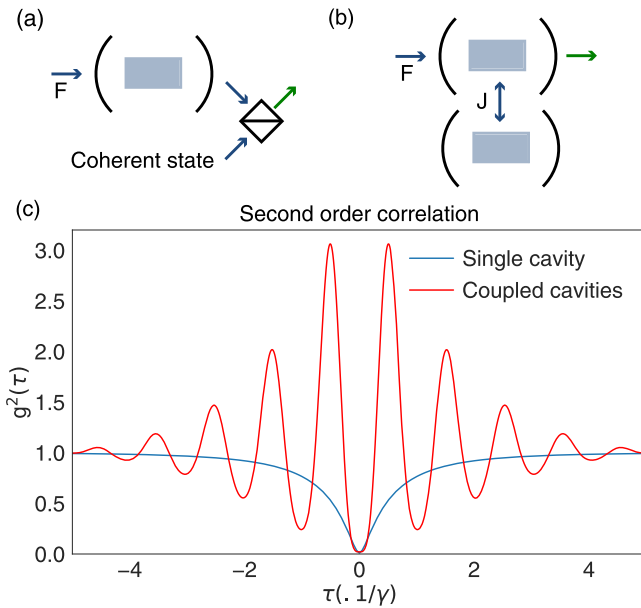 (a)
F
Coherent state
(b)
F
J
(c)
Second order correlation
Single cavity
Coupled cavities
g²(τ)
3.0
2.5
2.0
1.5
1.0
0.5
0.0
−4
−2
0
2
4
τ(.1/γ)